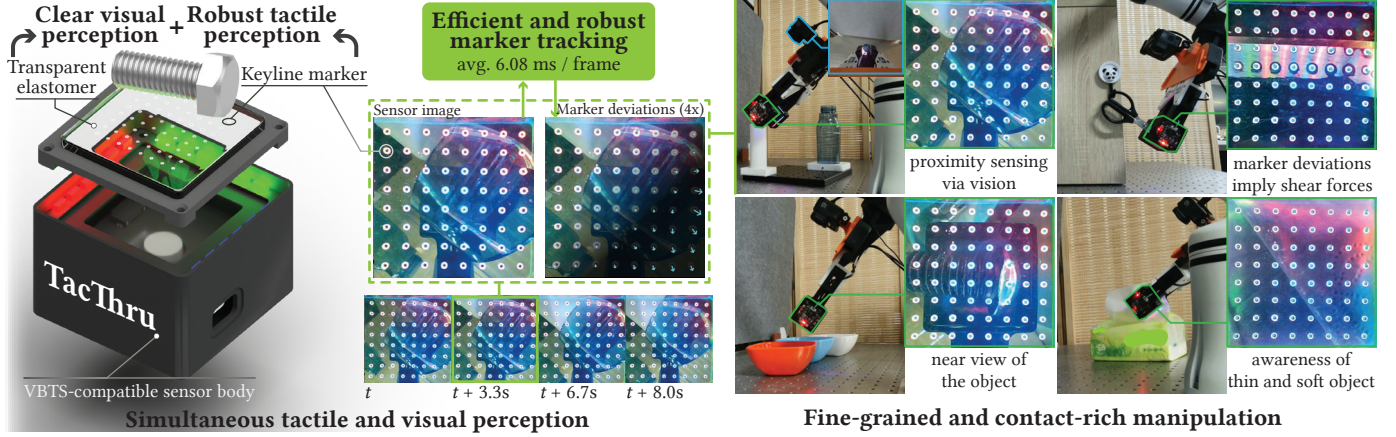 Clear visual perception + Robust tactile perception
Transparent elastomer
Keyline marker
TacThru
VBTS-compatible sensor body
Efficient and robust
marker tracking
avg. 6.08 ms / frame
Sensor image
Marker deviations (4x)
t
t + 3.3s
t + 6.7s
t + 8.0s
Simultaneous tactile and visual perception
proximity sensing
via vision
marker deviations
imply shear forces
near view of
the object
awareness of
thin and soft object
Fine-grained and contact-rich manipulation